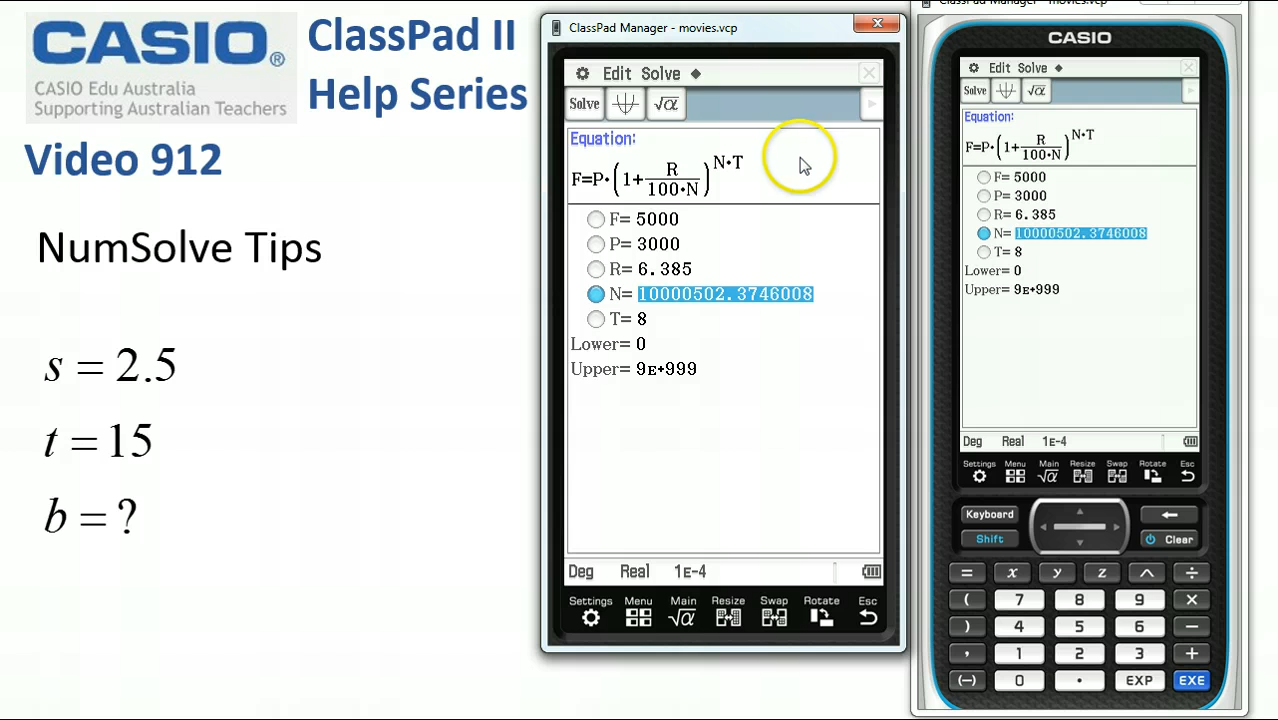 CASIO®
CASIO Edu Australia
Supporting Australian Teachers
ClassPad II
Help Series
Video 012
NumSolve Tips
s = 2.5
t = 15
b = ?
ClassPad Manager - movies.vcp
Edit Solve
Solve
Equation:
F=P·(1+R/100·N)^N·T
F= 5000
P= 3000
R= 6.385
N= 10000502.3746008
T= 8
Lower= 0
Upper= 9E+999
Deg Real 1E-4
Settings Menu Main Resize Swap Rotate Esc
ClassPad Manager - movies.vcp
CASIO
Edit Solve
Solve
Equation:
F=P·(1+R/100·N)^N·T
F= 5000
P= 3000
R= 6.385
N= 10000502.3746008
T= 8
Lower= 0
Upper= 9E+999
Deg Real 1E-4
Settings Menu Main Resize Swap Rotate Esc
Keyboard
Shift Clear
= x y z ^ ÷
( 7 8 9 ×
) 4 5 6 −
, 1 2 3 +
(−) 0 · EXP EXE